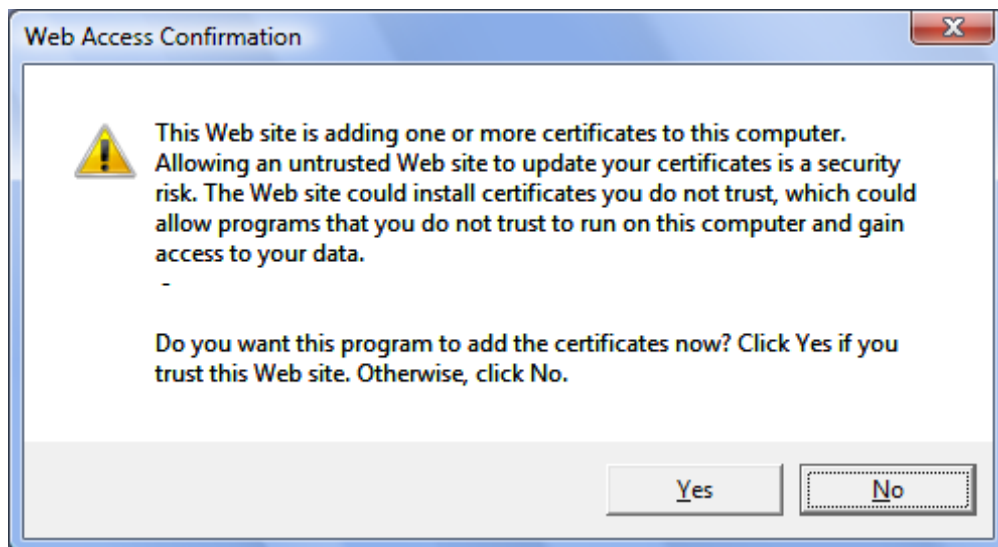 Web Access Confirmation
This Web site is adding one or more certificates to this computer.
Allowing an untrusted Web site to update your certificates is a security
risk. The Web site could install certificates you do not trust, which could
allow programs that you do not trust to run on this computer and gain
access to your data.
-
Do you want this program to add the certificates now? Click Yes if you
trust this Web site. Otherwise, click No.
Yes
No